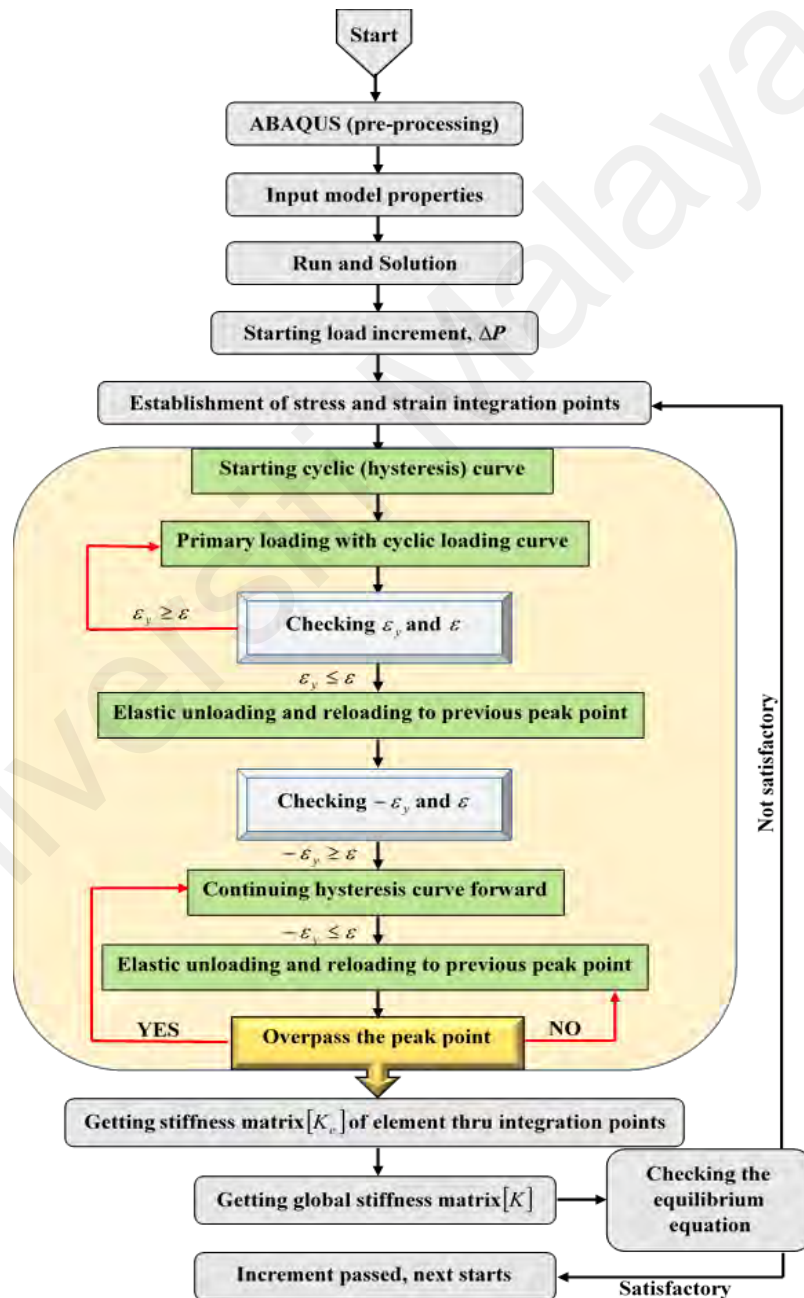 Start
ABAQUS (pre-processing)
Input model properties
Run and Solution
Starting load increment, ΔP
Establishment of stress and strain integration points
Starting cyclic (hysteresis) curve
Primary loading with cyclic loading curve
ε_y ≥ ε
Checking ε_y and ε
ε_y ≤ ε
Elastic unloading and reloading to previous peak point
Checking − ε_y and ε
− ε_y ≥ ε
Continuing hysteresis curve forward
− ε_y ≤ ε
Elastic unloading and reloading to previous peak point
YES
Overpass the peak point
NO
Getting stiffness matrix[K_e]of element thru integration points
Getting global stiffness matrix[K]
Checking the
equilibrium
equation
Not satisfactory
Increment passed, next starts
Satisfactory